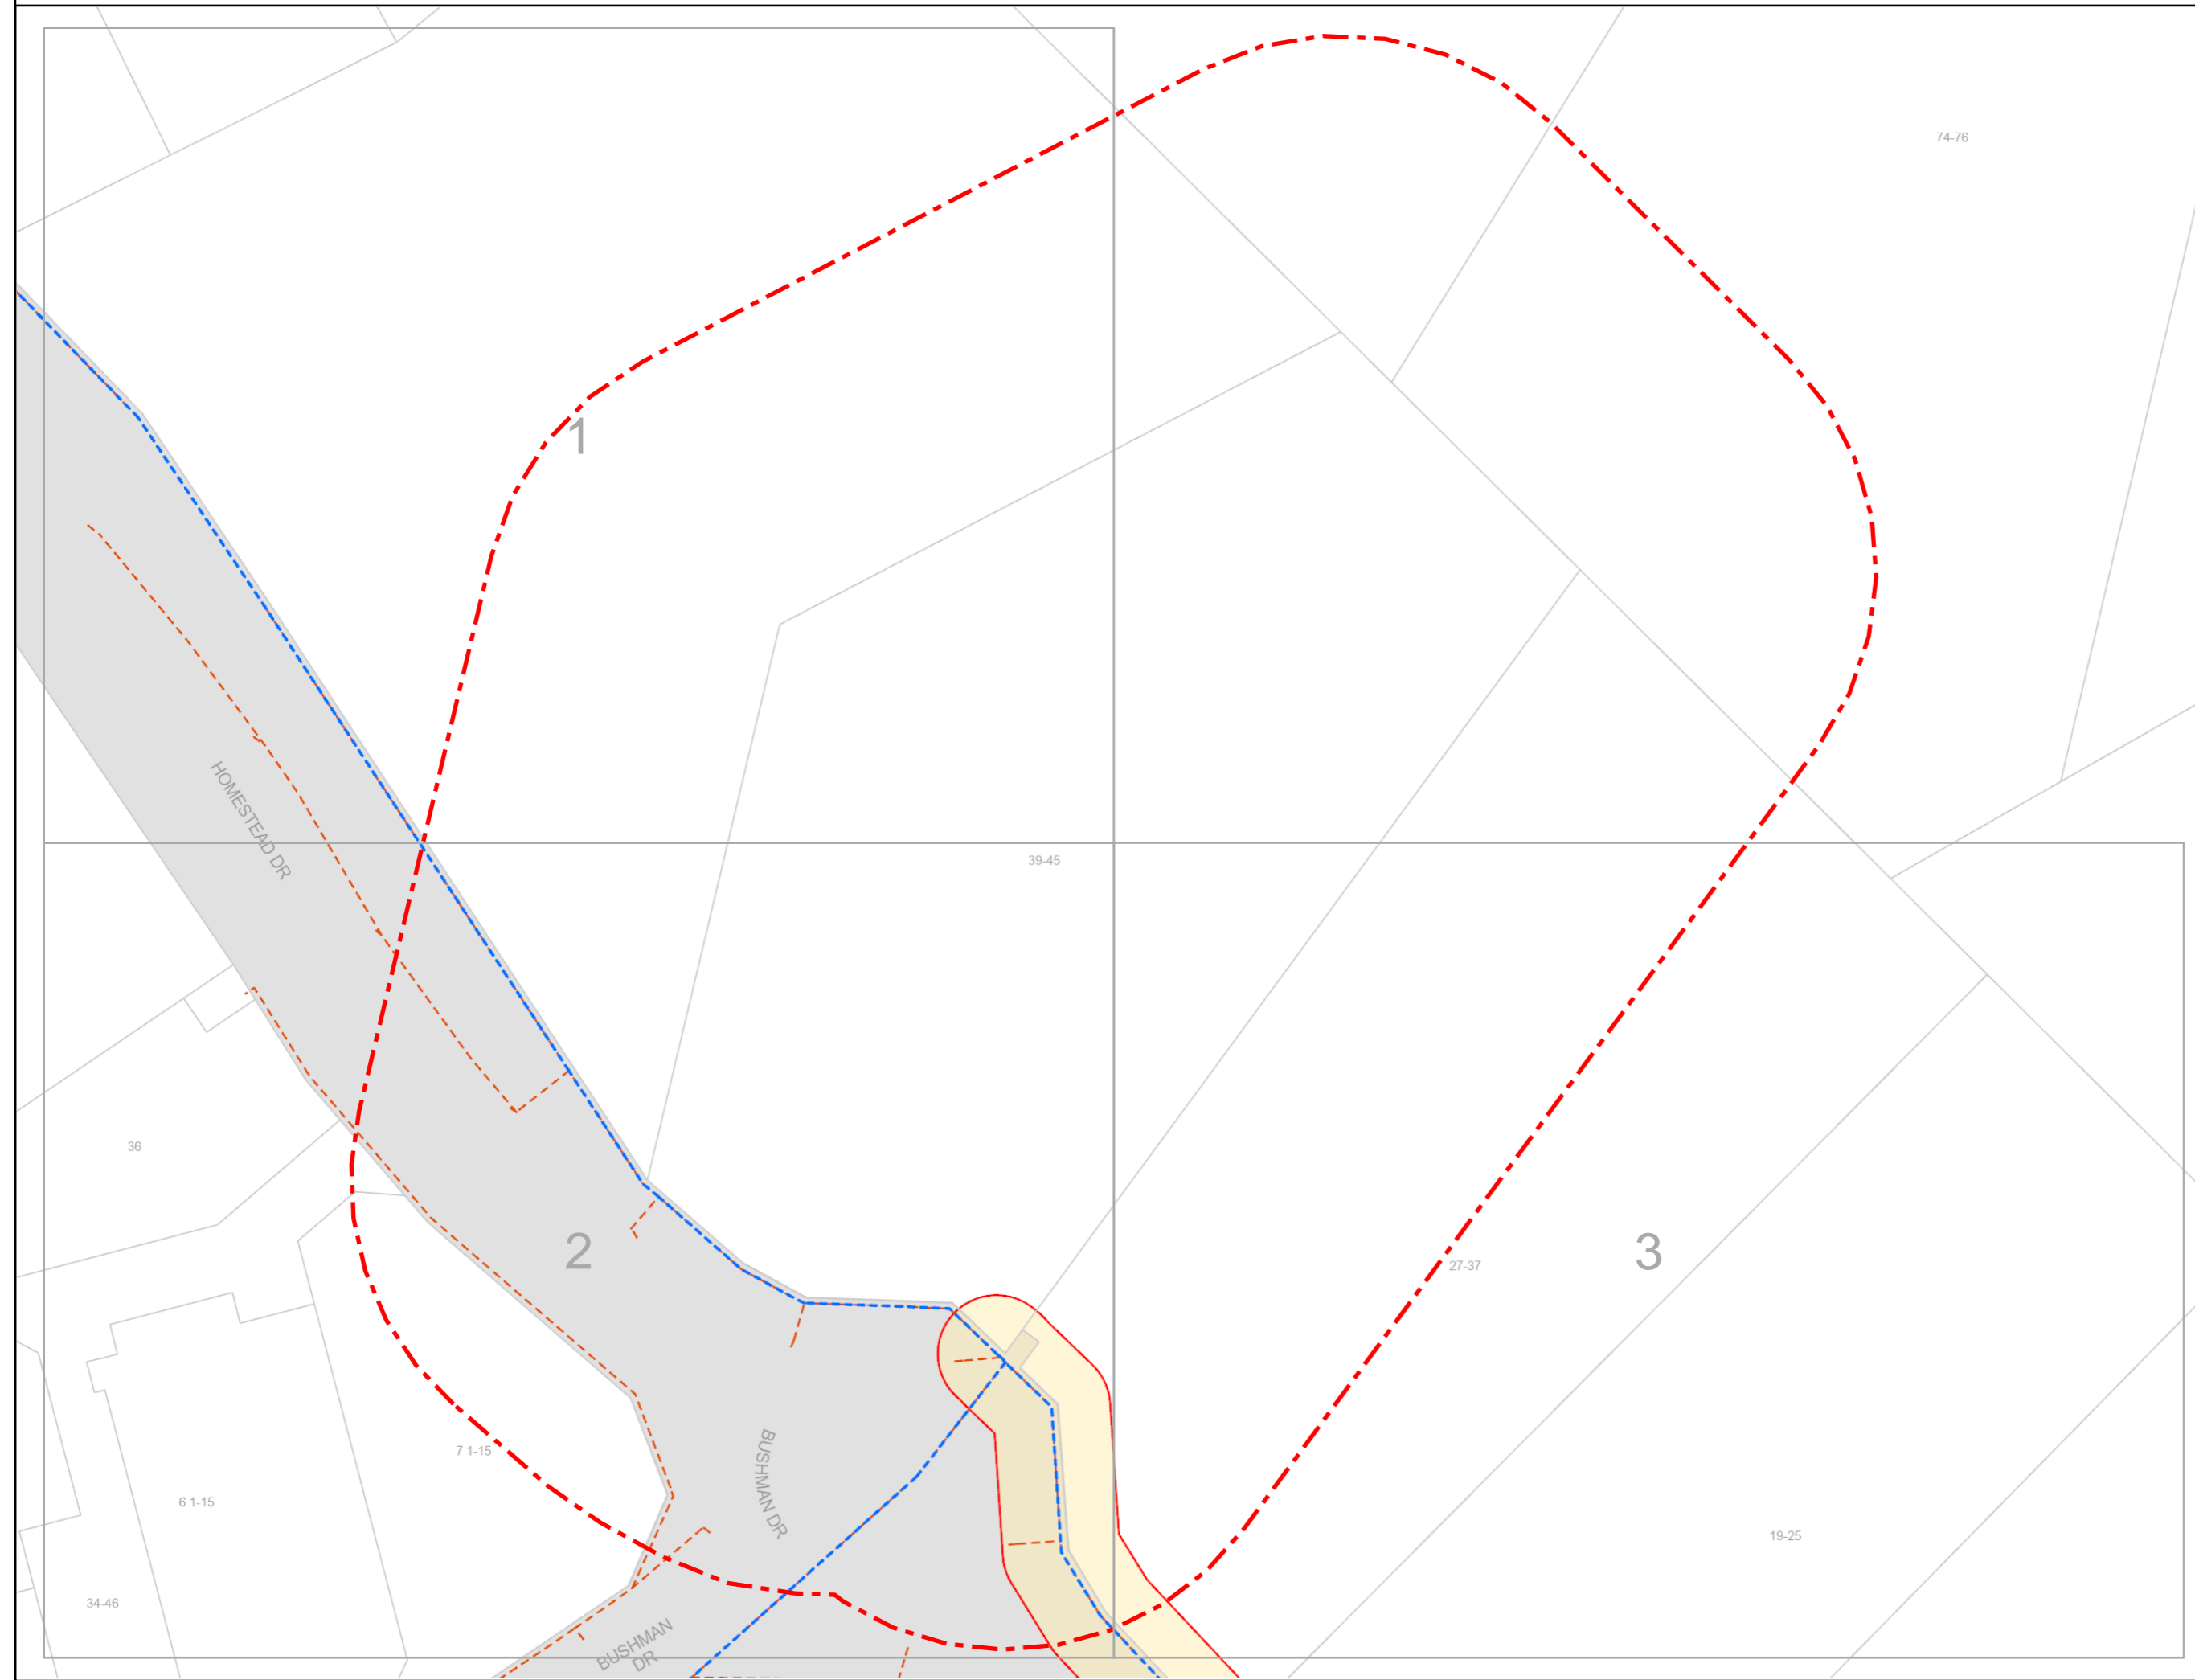 74-76
1
HOMESTEAD DR
39-45
36
2
3
27-37
BUSHMAN DR
7 1-15
6 1-15
19-25
34-46
BUSHMAN
DR